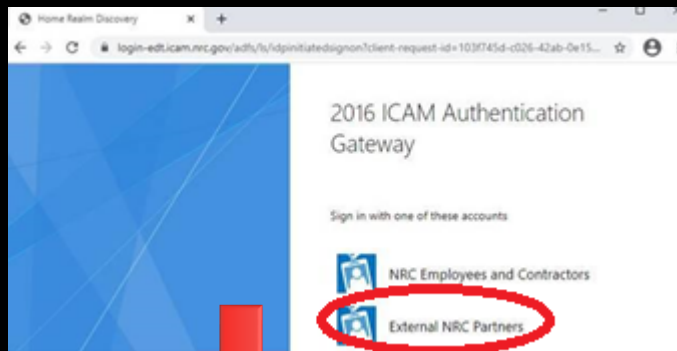 Home Realm Discovery
login-edt.icam.nrc.gov/adfs/ls/idpinitiatedsignon?client-request-id=103f745d-c026-42ab-0e15...
2016 ICAM Authentication
Gateway
Sign in with one of these accounts
NRC Employees and Contractors
External NRC Partners